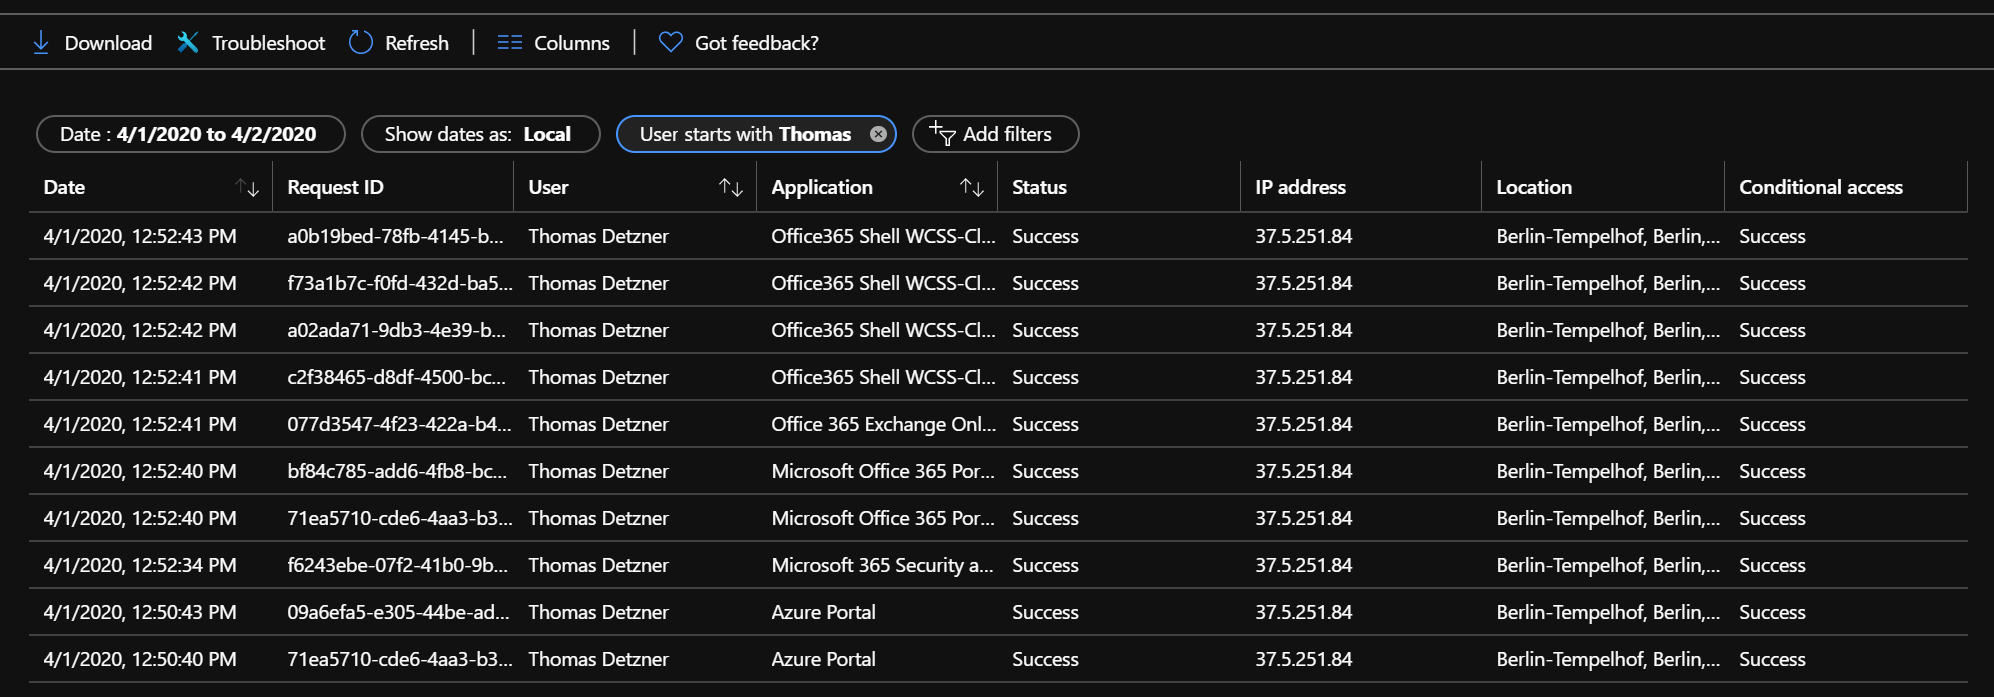 Download Troubleshoot Refresh Columns Got feedback?
Date : 4/1/2020 to 4/2/2020 Show dates as: Local User starts with Thomas Add filters
Date Request ID User Application Status IP address Location Conditional access
4/1/2020, 12:52:43 PM a0b19bed-78fb-4145-b... Thomas Detzner Office365 Shell WCSS-Cl... Success 37.5.251.84 Berlin-Tempelhof, Berlin,... Success
4/1/2020, 12:52:42 PM f73a1b7c-f0fd-432d-ba5... Thomas Detzner Office365 Shell WCSS-Cl... Success 37.5.251.84 Berlin-Tempelhof, Berlin,... Success
4/1/2020, 12:52:42 PM a02ada71-9db3-4e39-b... Thomas Detzner Office365 Shell WCSS-Cl... Success 37.5.251.84 Berlin-Tempelhof, Berlin,... Success
4/1/2020, 12:52:41 PM c2f38465-d8df-4500-bc... Thomas Detzner Office365 Shell WCSS-Cl... Success 37.5.251.84 Berlin-Tempelhof, Berlin,... Success
4/1/2020, 12:52:41 PM 077d3547-4f23-422a-b4... Thomas Detzner Office 365 Exchange Onl... Success 37.5.251.84 Berlin-Tempelhof, Berlin,... Success
4/1/2020, 12:52:40 PM bf84c785-add6-4fb8-bc... Thomas Detzner Microsoft Office 365 Por... Success 37.5.251.84 Berlin-Tempelhof, Berlin,... Success
4/1/2020, 12:52:40 PM 71ea5710-cde6-4aa3-b3... Thomas Detzner Microsoft Office 365 Por... Success 37.5.251.84 Berlin-Tempelhof, Berlin,... Success
4/1/2020, 12:52:34 PM f6243ebe-07f2-41b0-9b... Thomas Detzner Microsoft 365 Security a... Success 37.5.251.84 Berlin-Tempelhof, Berlin,... Success
4/1/2020, 12:50:43 PM 09a6efa5-e305-44be-ad... Thomas Detzner Azure Portal Success 37.5.251.84 Berlin-Tempelhof, Berlin,... Success
4/1/2020, 12:50:40 PM 71ea5710-cde6-4aa3-b3... Thomas Detzner Azure Portal Success 37.5.251.84 Berlin-Tempelhof, Berlin,... Success